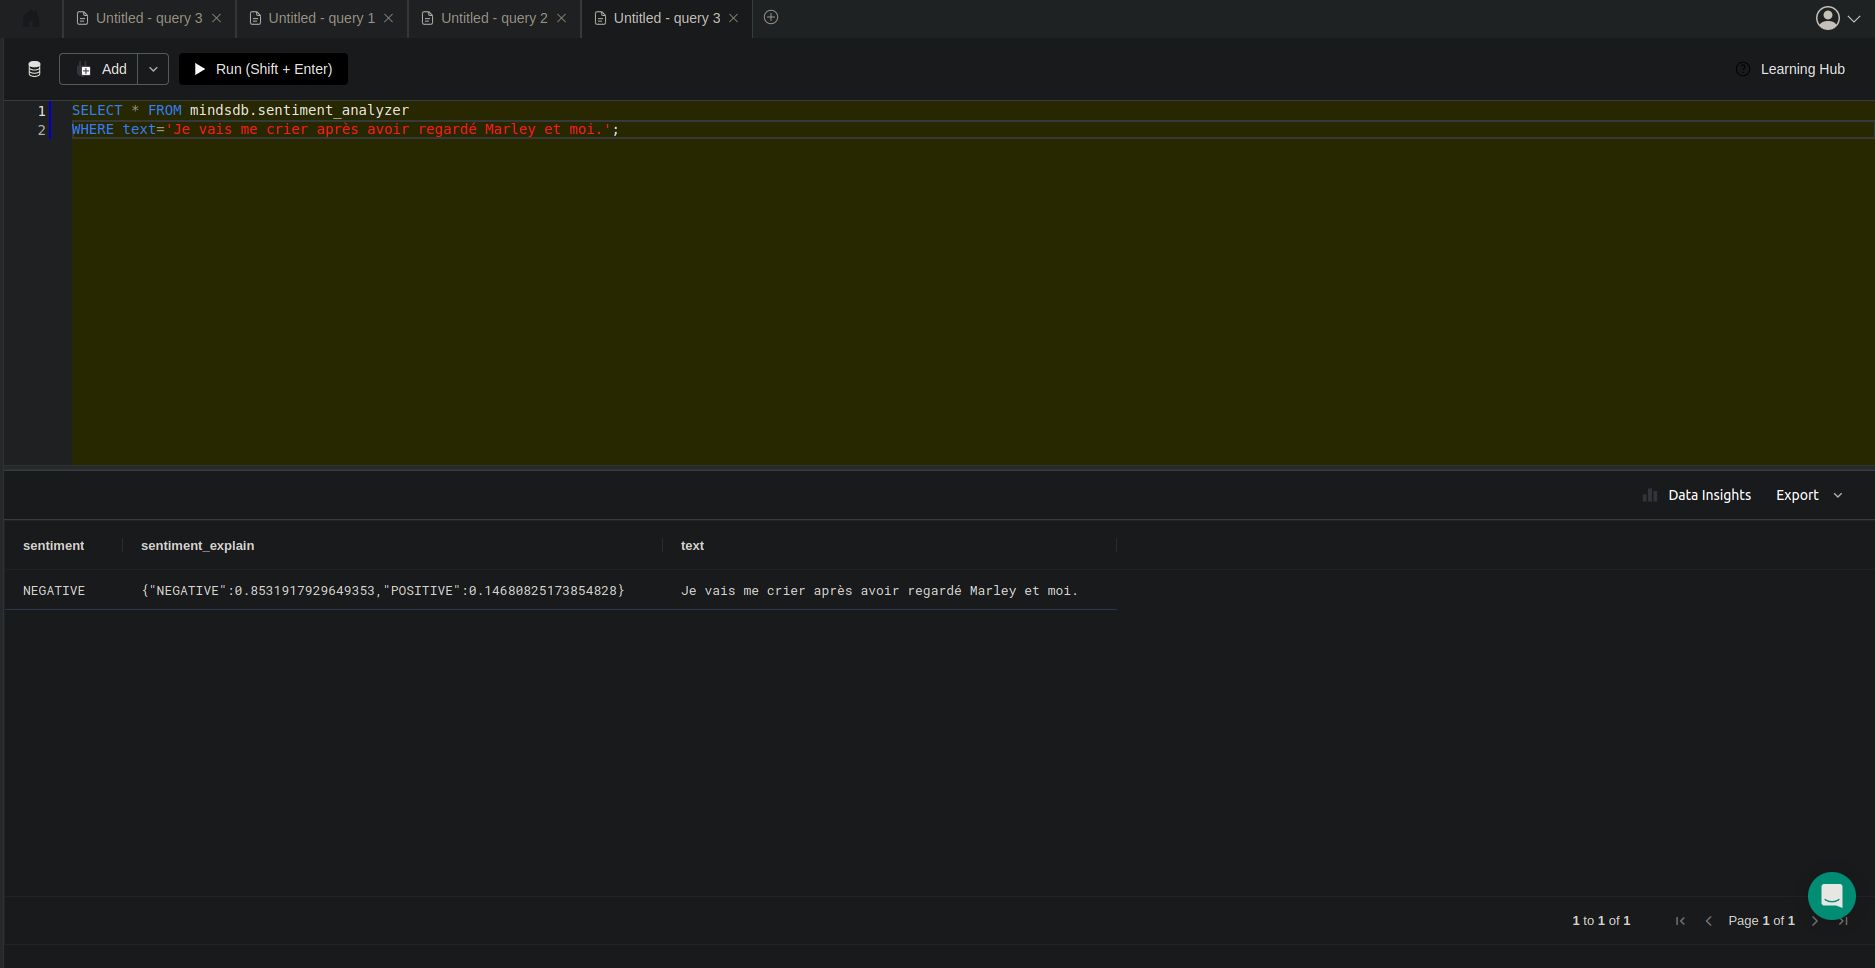 Untitled - query 3
Untitled - query 1
Untitled - query 2
Untitled - query 3
Add
Run (Shift + Enter)
Learning Hub
1 SELECT * FROM mindsdb.sentiment_analyzer
2 WHERE text='Je vais me crier après avoir regardé Marley et moi.';
Data Insights Export
sentiment sentiment_explain text
NEGATIVE {"NEGATIVE":0.8531917929649353,"POSITIVE":0.14680825173854828} Je vais me crier après avoir regardé Marley et moi.
1 to 1 of 1 Page 1 of 1